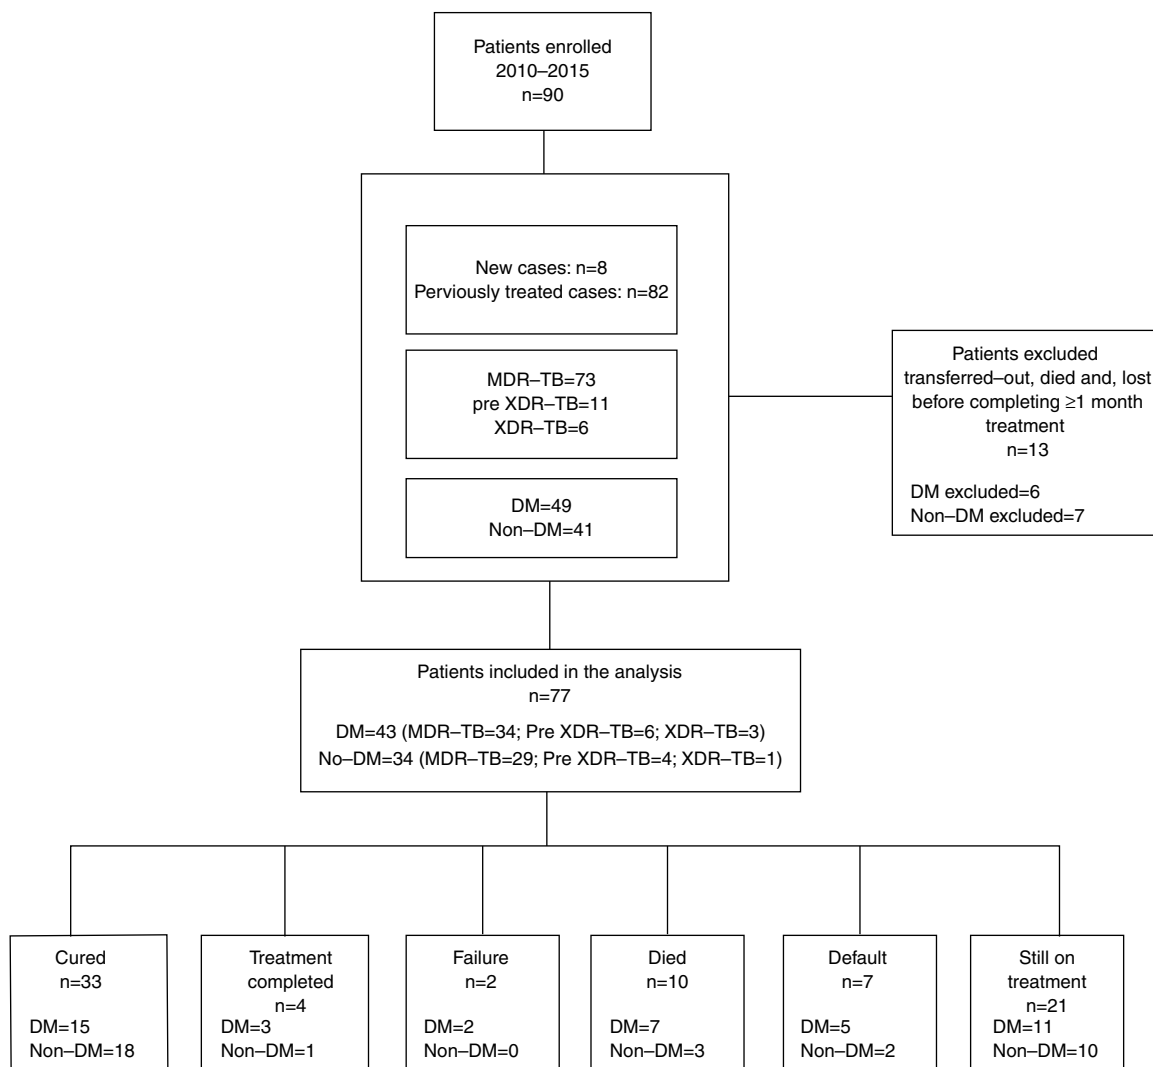 Patients enrolled
2010–2015
n=90
New cases: n=8
Perviously treated cases: n=82
MDR–TB=73
pre XDR–TB=11
XDR–TB=6
DM=49
Non–DM=41
Patients excluded
transferred–out, died and, lost
before completing ≥1 month
treatment
n=13
DM excluded=6
Non–DM excluded=7
Patients included in the analysis
n=77
DM=43 (MDR–TB=34; Pre XDR–TB=6; XDR–TB=3)
No–DM=34 (MDR–TB=29; Pre XDR–TB=4; XDR–TB=1)
Cured
n=33
DM=15
Non–DM=18
Treatment
completed
n=4
DM=3
Non–DM=1
Failure
n=2
DM=2
Non–DM=0
Died
n=10
DM=7
Non–DM=3
Default
n=7
DM=5
Non–DM=2
Still on
treatment
n=21
DM=11
Non–DM=10